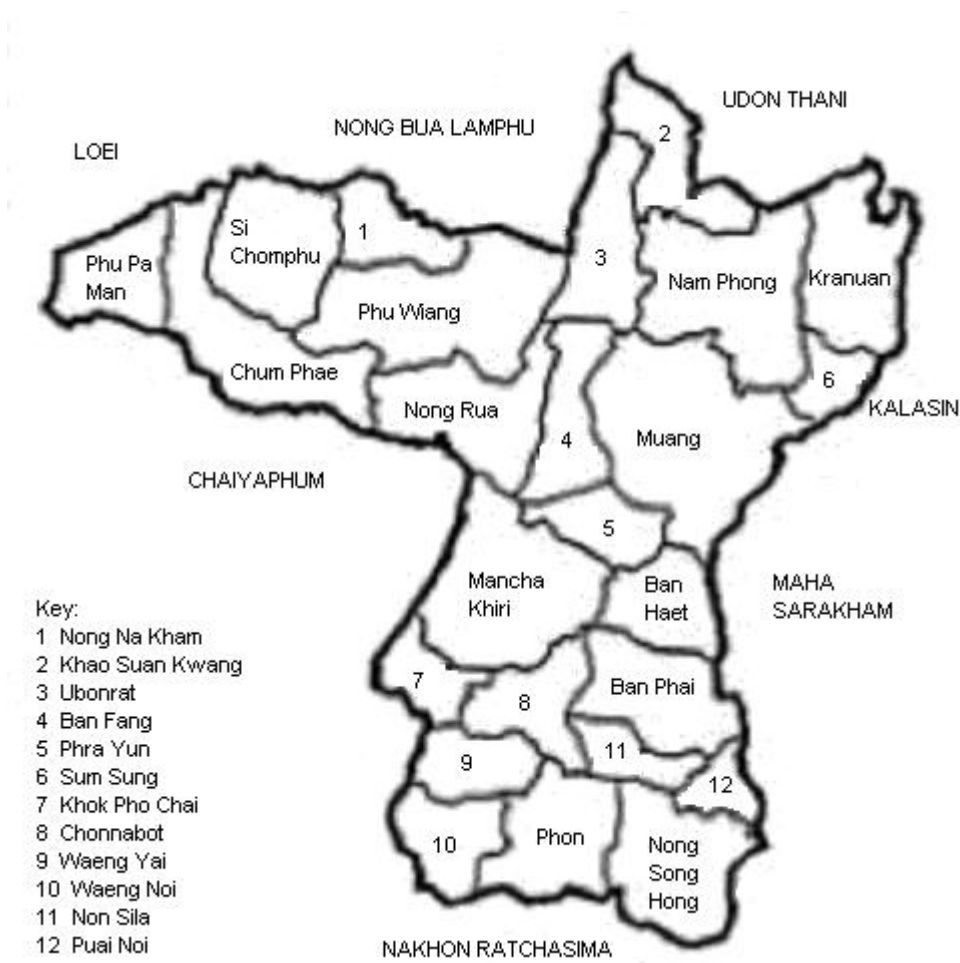 UDON THANI
NONG BUA LAMPHU
2
LOEI
Si
Chomphu
1
3
Phu Pa
Man
Nam Phong
Kranuan
Phu Wiang
Chum Phae
6
Nong Rua
KALASIN
4
Muang
CHAIYAPHUM
5
Mancha
Khiri
Ban
Haet
MAHA
SARAKHAM
7
8
Ban Phai
11
9
12
10
Phon
Nong
Song
Hong
NAKHON RATCHASIMA
Key:
1 Nong Na Kham
2 Khao Suan Kwang
3 Ubonrat
4 Ban Fang
5 Phra Yun
6 Sum Sung
7 Khok Pho Chai
8 Chonnabot
9 Waeng Yai
10 Waeng Noi
11 Non Sila
12 Puai Noi